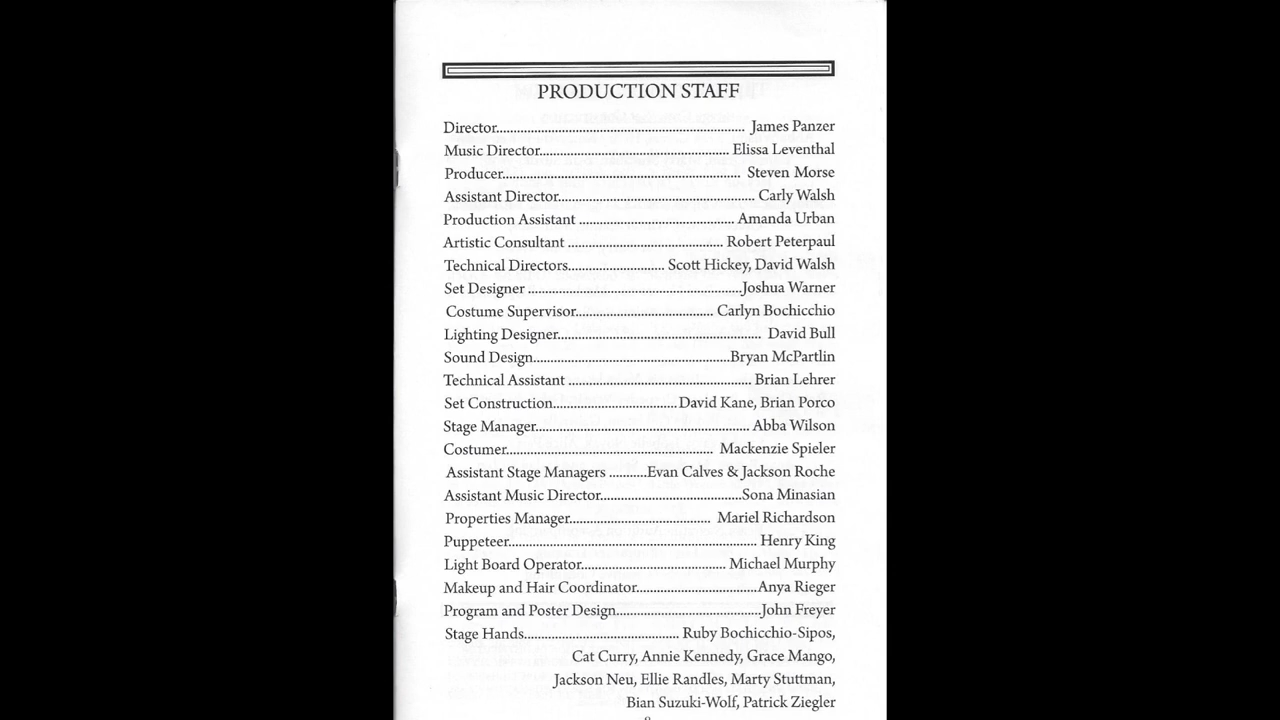 PRODUCTION STAFF
Director......................................................................... James Panzer
Music Director....................................................... Elissa Leventhal
Producer...................................................................... Steven Morse
Assistant Director......................................................... Carly Walsh
Production Assistant ............................................. Amanda Urban
Artistic Consultant ............................................. Robert Peterpaul
Technical Directors............................ Scott Hickey, David Walsh
Set Designer ..............................................................Joshua Warner
Costume Supervisor........................................ Carlyn Bochicchio
Lighting Designer........................................................... David Bull
Sound Design.........................................................Bryan McPartlin
Technical Assistant ..................................................... Brian Lehrer
Set Construction....................................David Kane, Brian Porco
Stage Manager.............................................................. Abba Wilson
Costumer............................................................ Mackenzie Spieler
Assistant Stage Managers ...........Evan Calves & Jackson Roche
Assistant Music Director.........................................Sona Minasian
Properties Manager......................................... Mariel Richardson
Puppeteer........................................................................ Henry King
Light Board Operator.......................................... Michael Murphy
Makeup and Hair Coordinator...................................Anya Rieger
Program and Poster Design..........................................John Freyer
Stage Hands............................................. Ruby Bochicchio-Sipos,
Cat Curry, Annie Kennedy, Grace Mango,
Jackson Neu, Ellie Randles, Marty Stuttman,
Bian Suzuki-Wolf, Patrick Ziegler